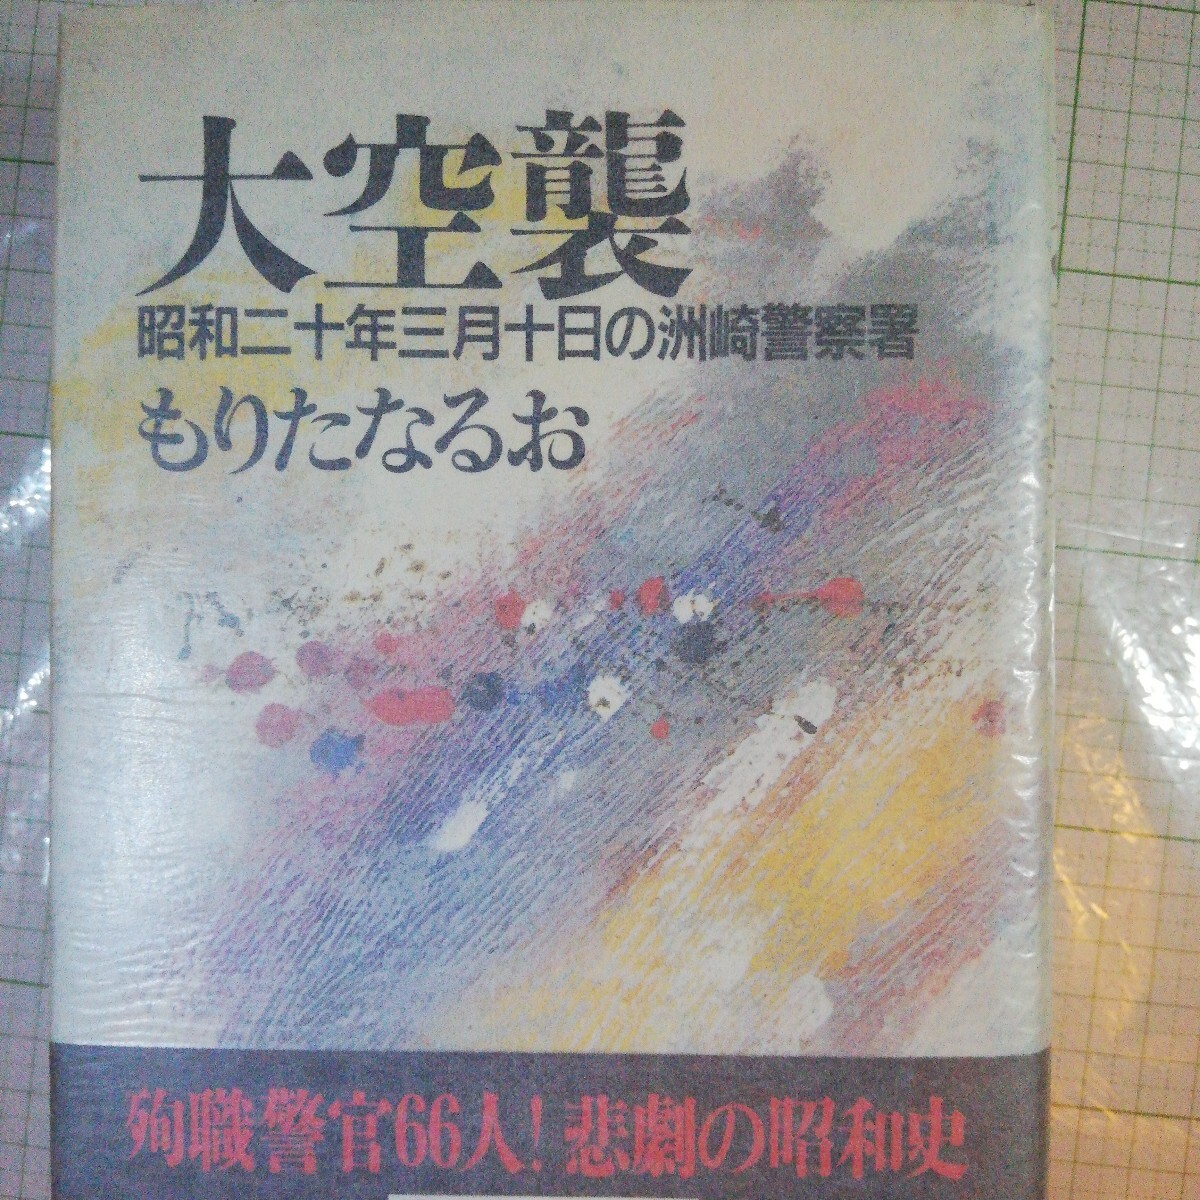 大空襲
昭和二十年三月十日の洲崎警察署
もりたなるお
殉職警官66人!悲劇の昭和史